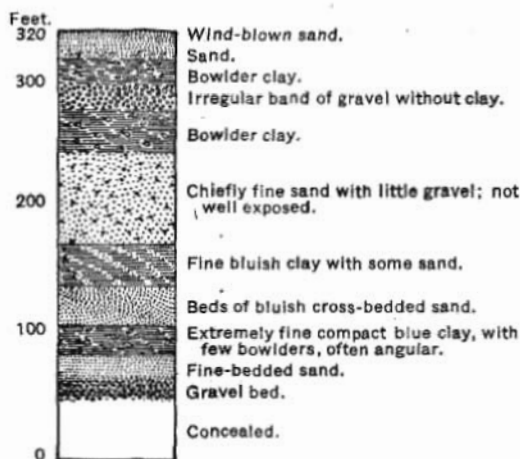 Feet.
320 Wind-blown sand.
Sand.
300 Bowlder clay.
Irregular band of gravel without clay.
Bowlder clay.
200 Chiefly fine sand with little gravel; not
well exposed.
Fine bluish clay with some sand.
Beds of bluish cross-bedded sand.
100 Extremely fine compact blue clay, with
few bowlders, often angular.
Fine-bedded sand.
Gravel bed.
Concealed.
0